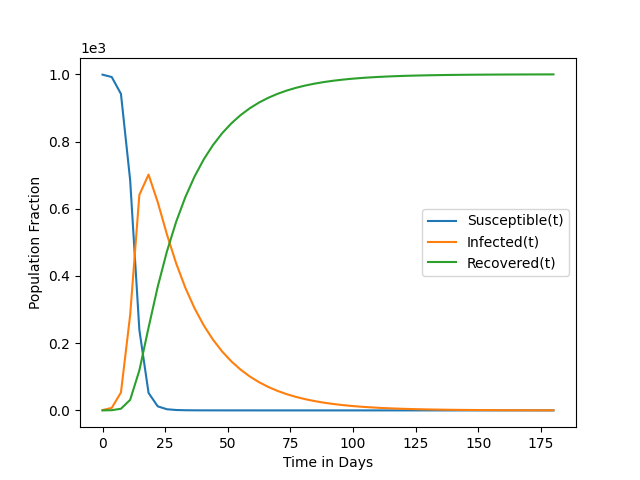 1e3
1.0
0.8
0.6
0.4
0.2
0.0
Population Fraction
Susceptible(t)
Infected(t)
Recovered(t)
0 25 50 75 100 125 150 175
Time in Days